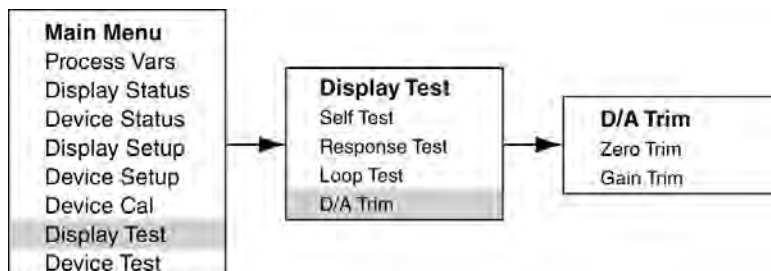 Main Menu
Process Vars
Display Status
Device Status
Display Setup
Device Setup
Device Cal
Display Test
Device Test
Display Test
Self Test
Response Test
Loop Test
D/A Trim
D/A Trim
Zero Trim
Gain Trim